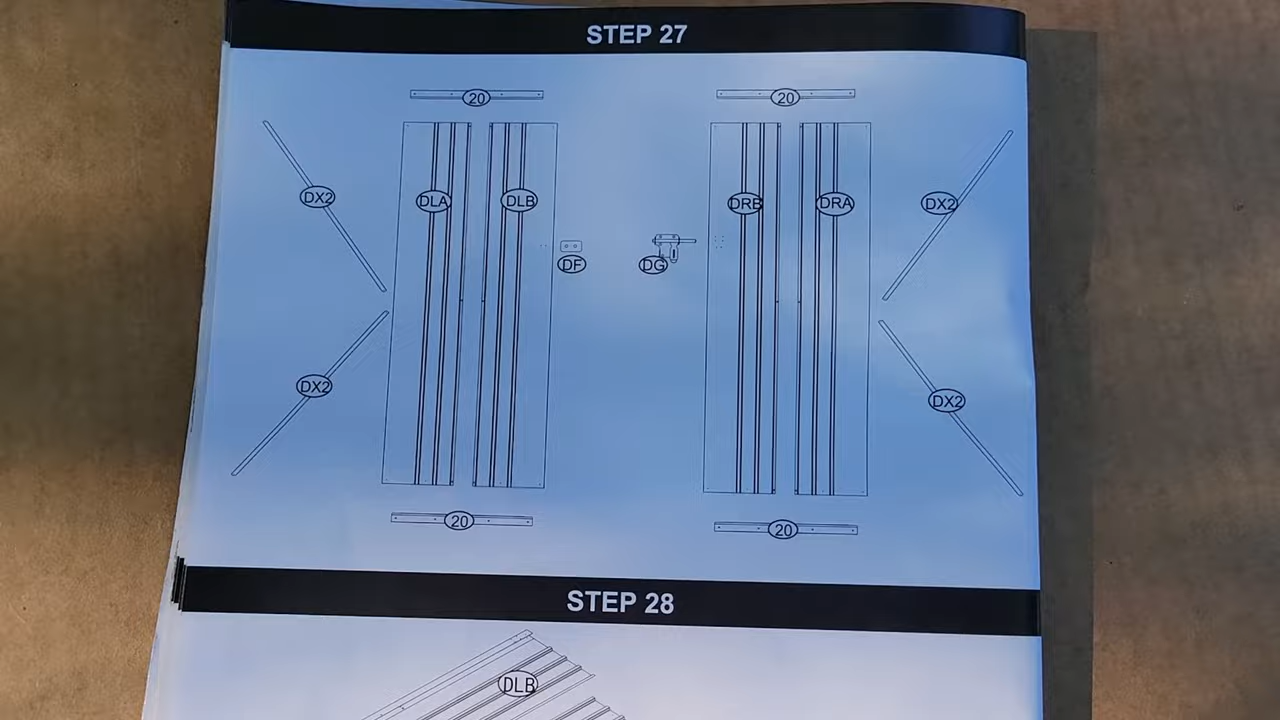 STEP 27
20 20
DX2 DLA DLB DRB DRA DX2
DF DG
DX2 DX2
20 20
STEP 28
DLB